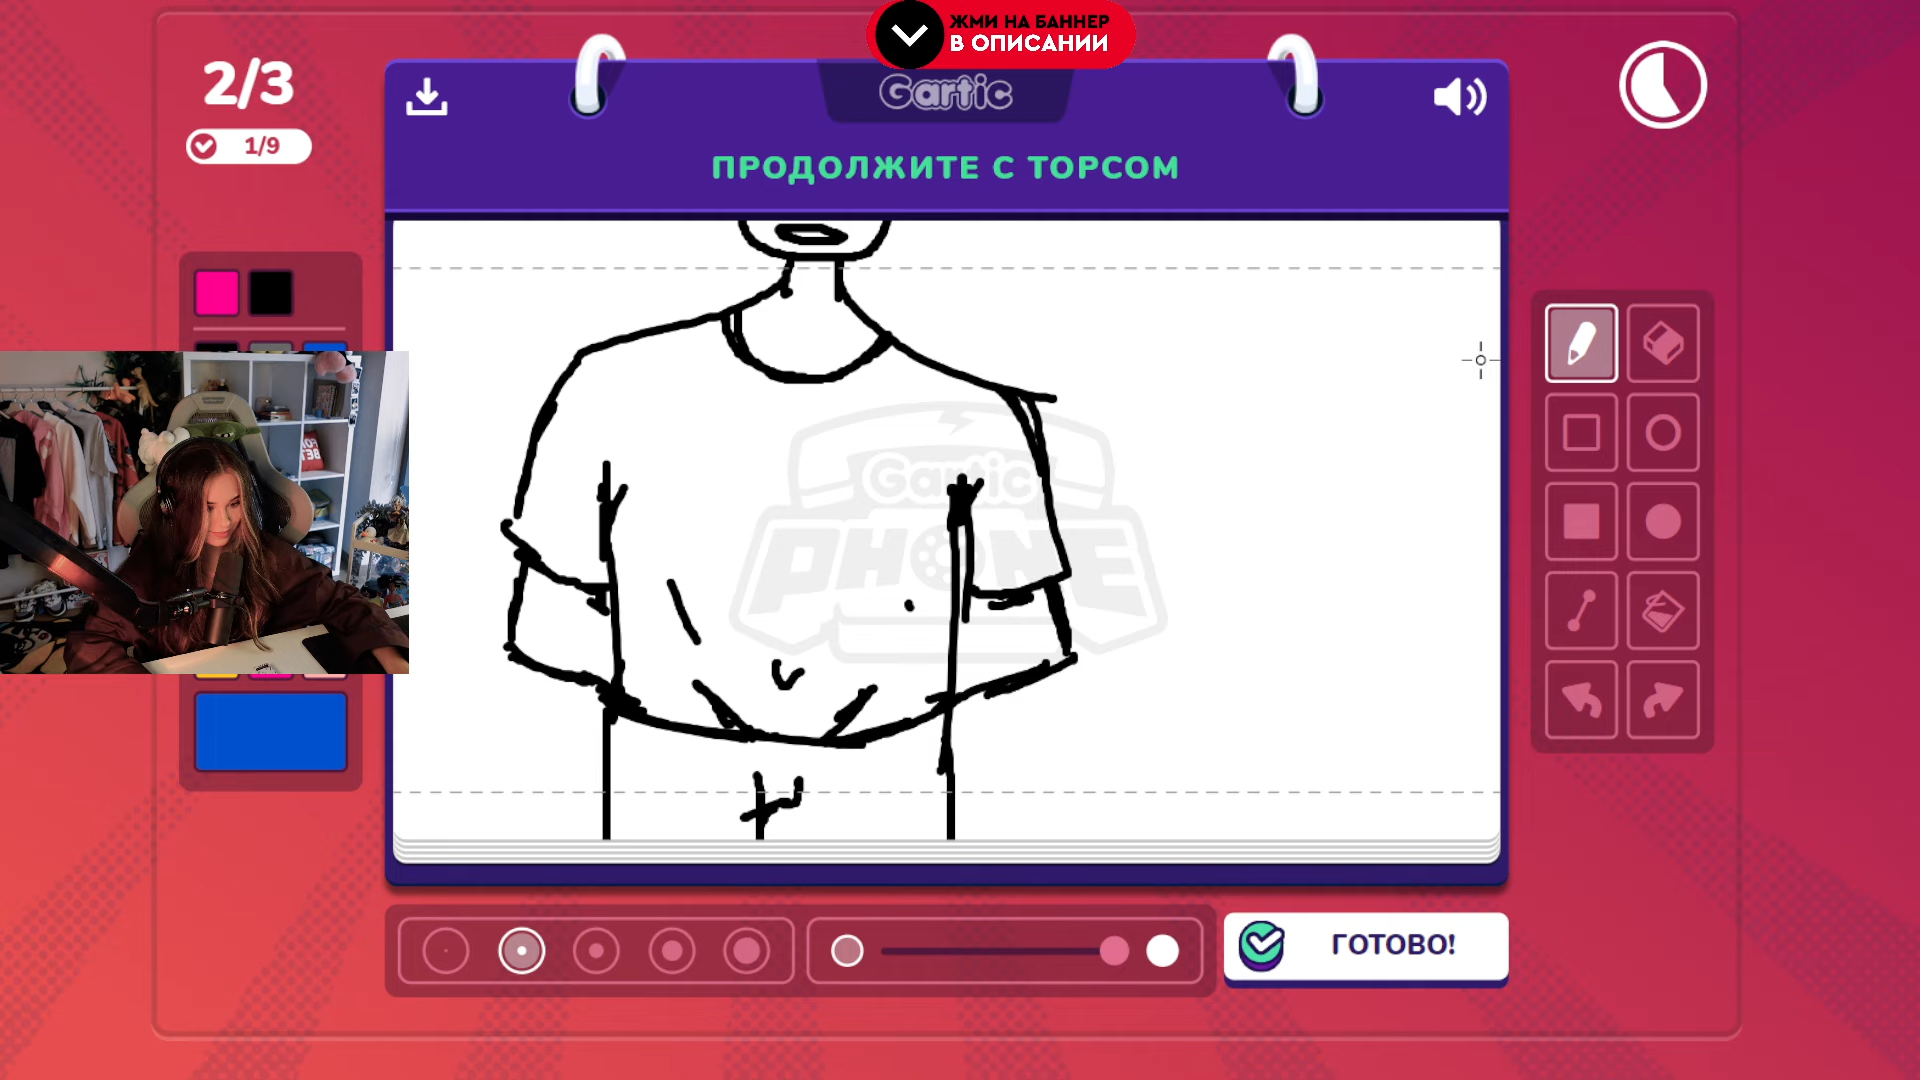 ЖМИ НА БАННЕР
В ОПИСАНИИ
2/3
1/9
Gartic
ПРОДОЛЖИТЕ С ТОРСОМ
Gartic
PHONE
ГОТОВО!